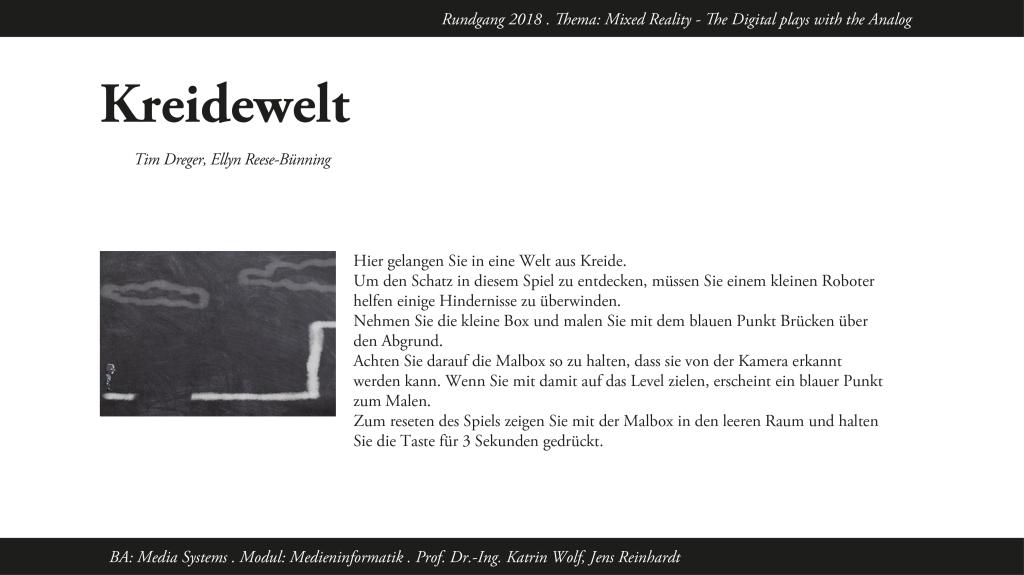 Rundgang 2018 . Thema: Mixed Reality - The Digital plays with the Analog
Kreidewelt
Tim Dreger, Ellyn Reese-Bünning
Hier gelangen Sie in eine Welt aus Kreide.
Um den Schatz in diesem Spiel zu entdecken, müssen Sie einem kleinen Roboter
helfen einige Hindernisse zu überwinden.
Nehmen Sie die kleine Box und malen Sie mit dem blauen Punkt Brücken über
den Abgrund.
Achten Sie darauf die Malbox so zu halten, dass sie von der Kamera erkannt
werden kann. Wenn Sie mit damit auf das Level zielen, erscheint ein blauer Punkt
zum Malen.
Zum reseten des Spiels zeigen Sie mit der Malbox in den leeren Raum und halten
Sie die Taste für 3 Sekunden gedrückt.
BA: Media Systems . Modul: Medieninformatik . Prof. Dr.-Ing. Katrin Wolf, Jens Reinhardt